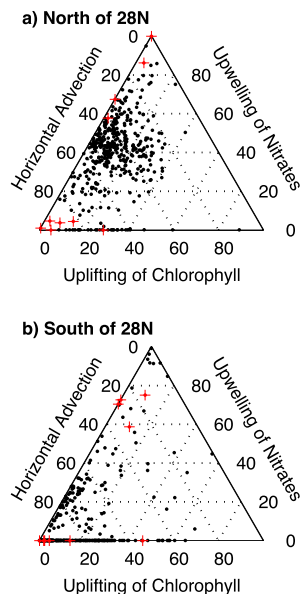 a) North of 28N
0
20 80
40 60
60 40
80 20
0
Horizontal Advection
Upwelling of Nitrates
0 20 40 60 80
Uplifting of Chlorophyll
b) South of 28N
0
20 80
40 60
60 40
80 20
0
Horizontal Advection
Upwelling of Nitrates
0 20 40 60 80
Uplifting of Chlorophyll